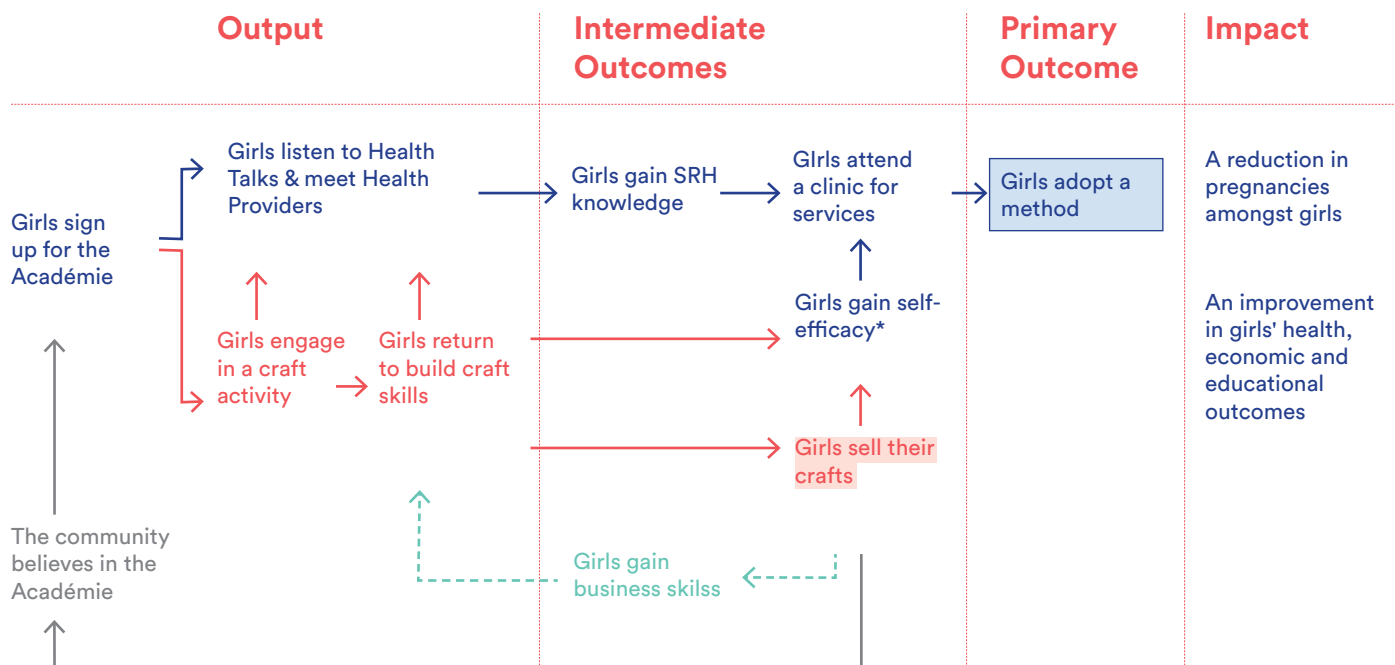 Output
Intermediate
Outcomes
Primary
Outcome
Impact
Girls sign
up for the
Académie
Girls listen to Health
Talks & meet Health
Providers
Girls gain SRH
knowledge
GIrls attend
a clinic for
services
Girls adopt a
method
A reduction in
pregnancies
amongst girls
Girls engage
in a craft
activity
Girls return
to build craft
skills
Girls gain self-
efficacy*
An improvement
in girls' health,
economic and
educational
outcomes
Girls sell their
crafts
The community
believes in the
Académie
Girls gain
business skilss